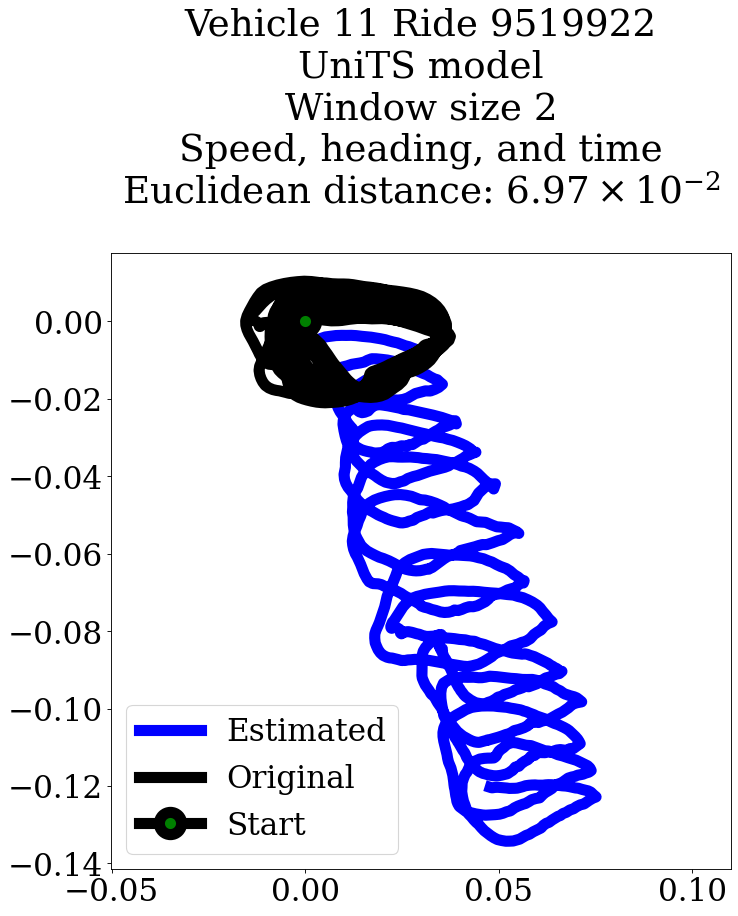 Vehicle 11 Ride 9519922
UniTS model
Window size 2
Speed, heading, and time
Euclidean distance: 6.97 × 10⁻²
0.00
−0.02
−0.04
−0.06
−0.08
−0.10
−0.12
−0.14
Estimated
Original
Start
−0.05 0.00 0.05 0.10